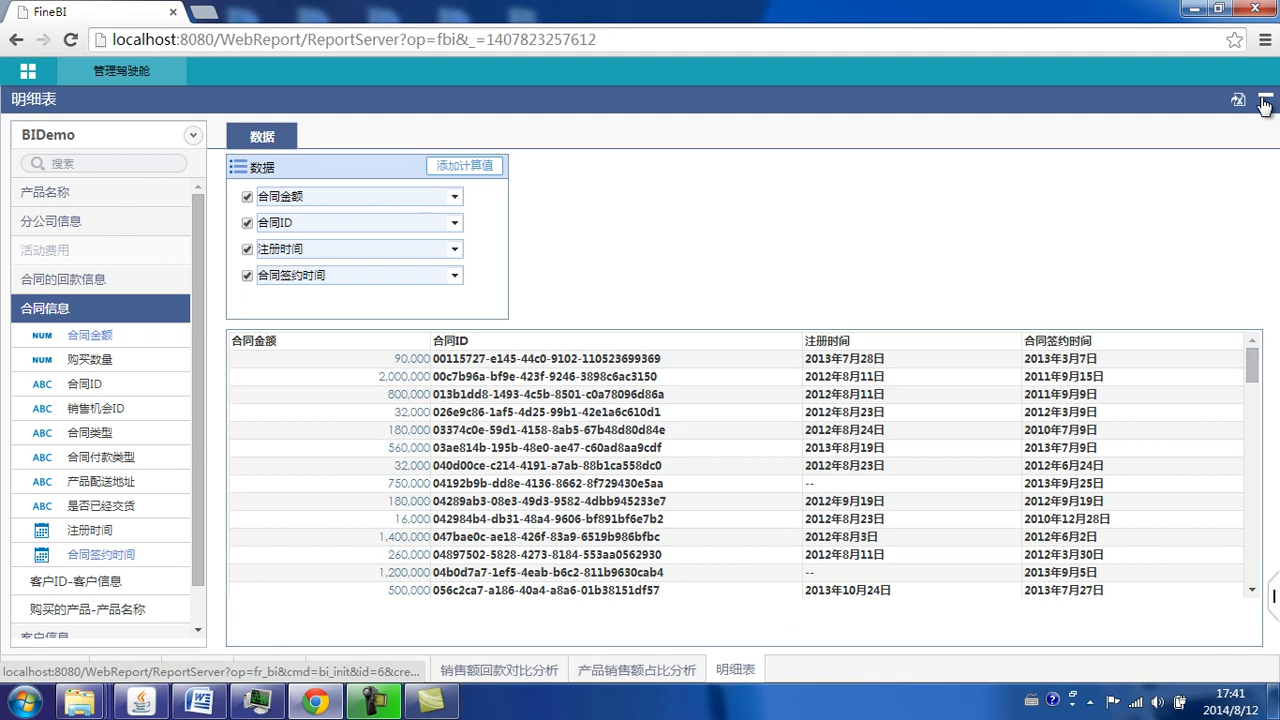 FineBI
localhost:8080/WebReport/ReportServer?op=fbi&_=1407823257612
管理驾驶舱
明细表
BIDemo
搜索
产品名称
分公司信息
活动费用
合同的回款信息
合同信息
NUM 合同金额
NUM 购买数量
ABC 合同ID
ABC 销售机会ID
ABC 合同类型
ABC 合同付款类型
ABC 产品配送地址
ABC 是否已经交货
注册时间
合同签约时间
客户ID-客户信息
购买的产品-产品名称
客户信息
数据
数据 添加计算值
合同金额
合同ID
注册时间
合同签约时间
合同金额 合同ID 注册时间 合同签约时间
90,000 00115727-e145-44c0-9102-110523699369 2013年7月28日 2013年3月7日
2,000,000 00c7b96a-bf9e-423f-9246-3898c6ac3150 2012年8月11日 2011年9月15日
800,000 013b1dd8-1493-4c5b-8501-c0a78096d86a 2012年8月11日 2011年9月9日
32,000 026e9c86-1af5-4d25-99b1-42e1a6c610d1 2012年8月23日 2012年3月9日
180,000 03374c0e-59d1-4158-8ab5-67b48d80d84e 2012年8月24日 2010年7月9日
560,000 03ae814b-195b-48e0-ae47-c60ad8aa9cdf 2013年8月19日 2013年7月9日
32,000 040d00ce-c214-4191-a7ab-88b1ca558dc0 2012年8月23日 2012年6月24日
750,000 04192b9b-dd8e-4136-8662-8f729430e5aa -- 2013年9月25日
180,000 04289ab3-08e3-49d3-9582-4dbb945233e7 2012年9月19日 2012年9月19日
16,000 042984b4-db31-48a4-9606-bf891bf6e7b2 2012年8月23日 2010年12月28日
1,400,000 047bae0c-ae18-426f-83a9-6519b986bfbc 2012年8月3日 2012年6月2日
260,000 04897502-5828-4273-8184-553aa0562930 2012年8月11日 2012年3月30日
1,200,000 04b0d7a7-1ef5-4eab-b6c2-811b9630cab4 -- 2013年9月5日
500,000 056c2ca7-a186-40a4-a8a6-01b38151df57 2013年10月24日 2013年7月27日
localhost:8080/WebReport/ReportServer?op=fr_bi&cmd=bi_init&id=6&cre...
销售额回款对比分析 产品销售额占比分析 明细表
17:41
2014/8/12